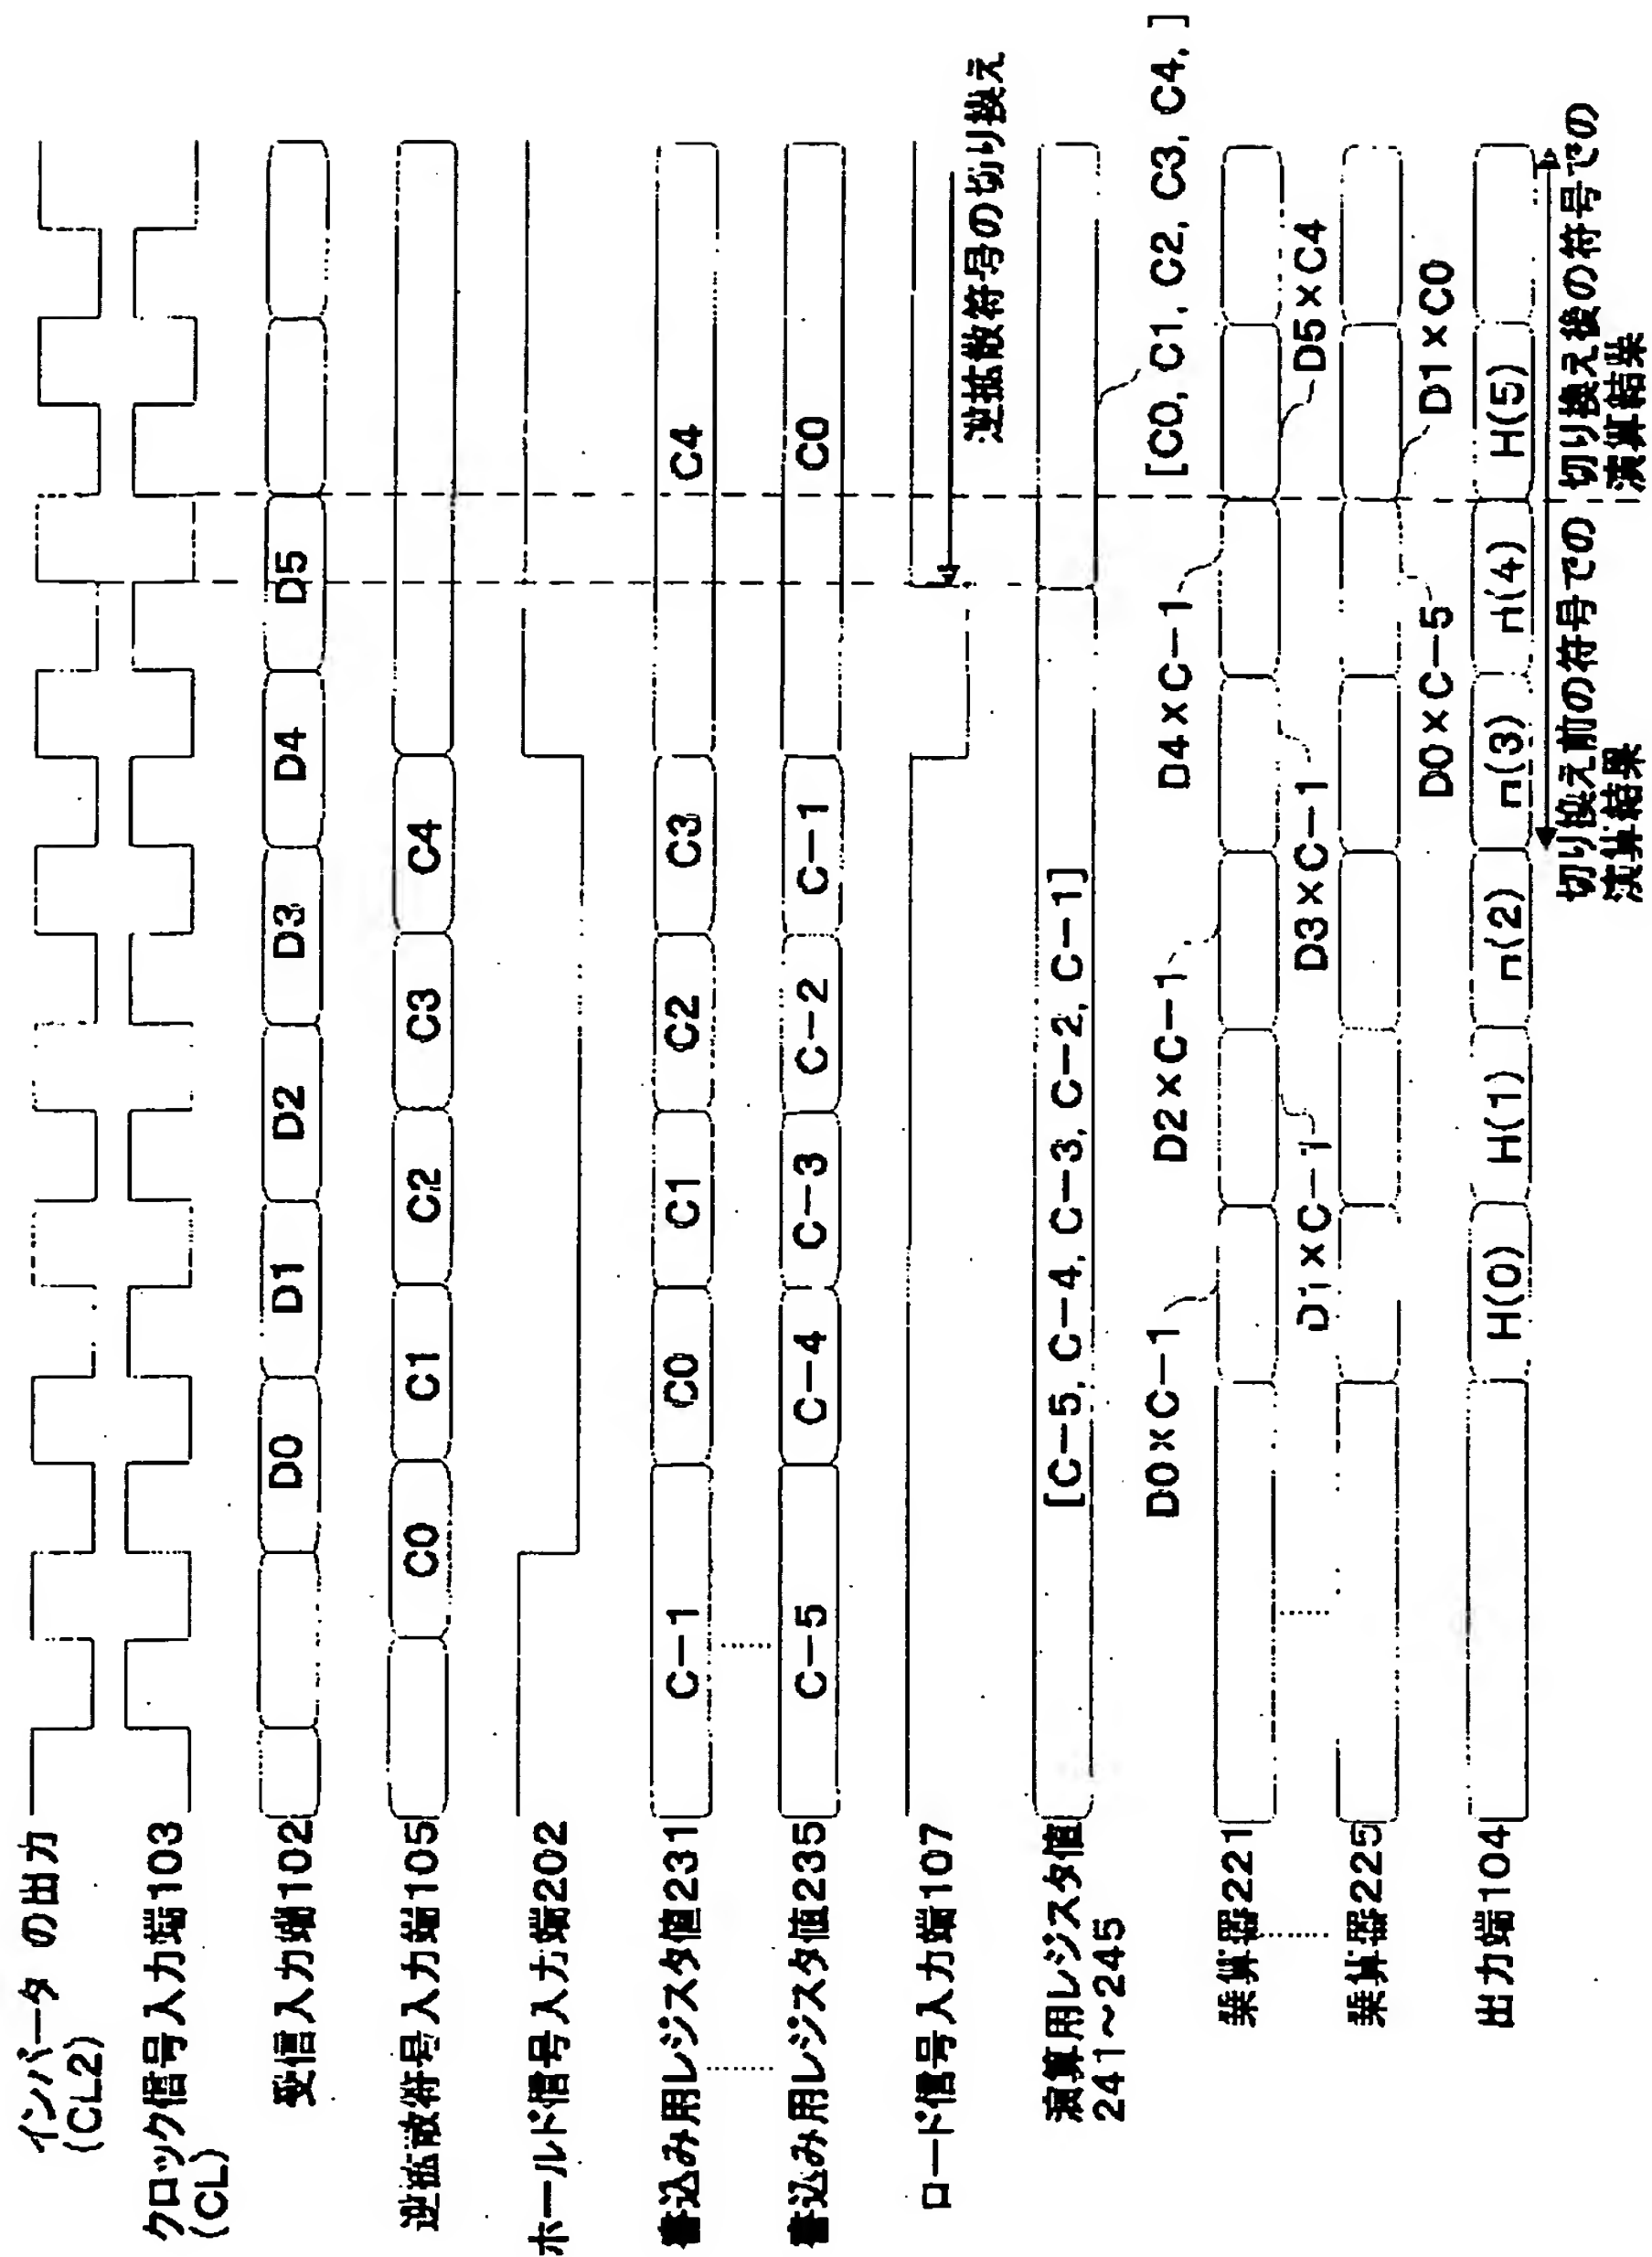 インバータ の出力
(CL2)
クロック信号入力端103
(CL)
受信入力端102
D0 D1 D2 D3 D4 D5
逆拡散符号入力端105
C0 C1 C2 C3 C4
ホールド信号入力端202
書込み用レジスタ値231
C−1 C0 C1 C2 C3 C4
書込み用レジスタ値235
C−5 C−4 C−3 C−2 C−1 C0
ロード信号入力端107
逆拡散符号の切り換え
演算用レジスタ値
241~245
[C−5, C−4, C−3, C−2, C−1]
[C0, C1, C2, C3, C4, ]
D0×C−1 D2×C−1 D4×C−1
乗算器221
D1×C−1 D3×C−1 D5×C4
乗算器225
D0×C−5 D1×C0
出力端104
H(0) H(1) n(2) n(3) n(4) H(5)
切り換え前の符号での
演算結果
切り換え後の符号での
演算結果